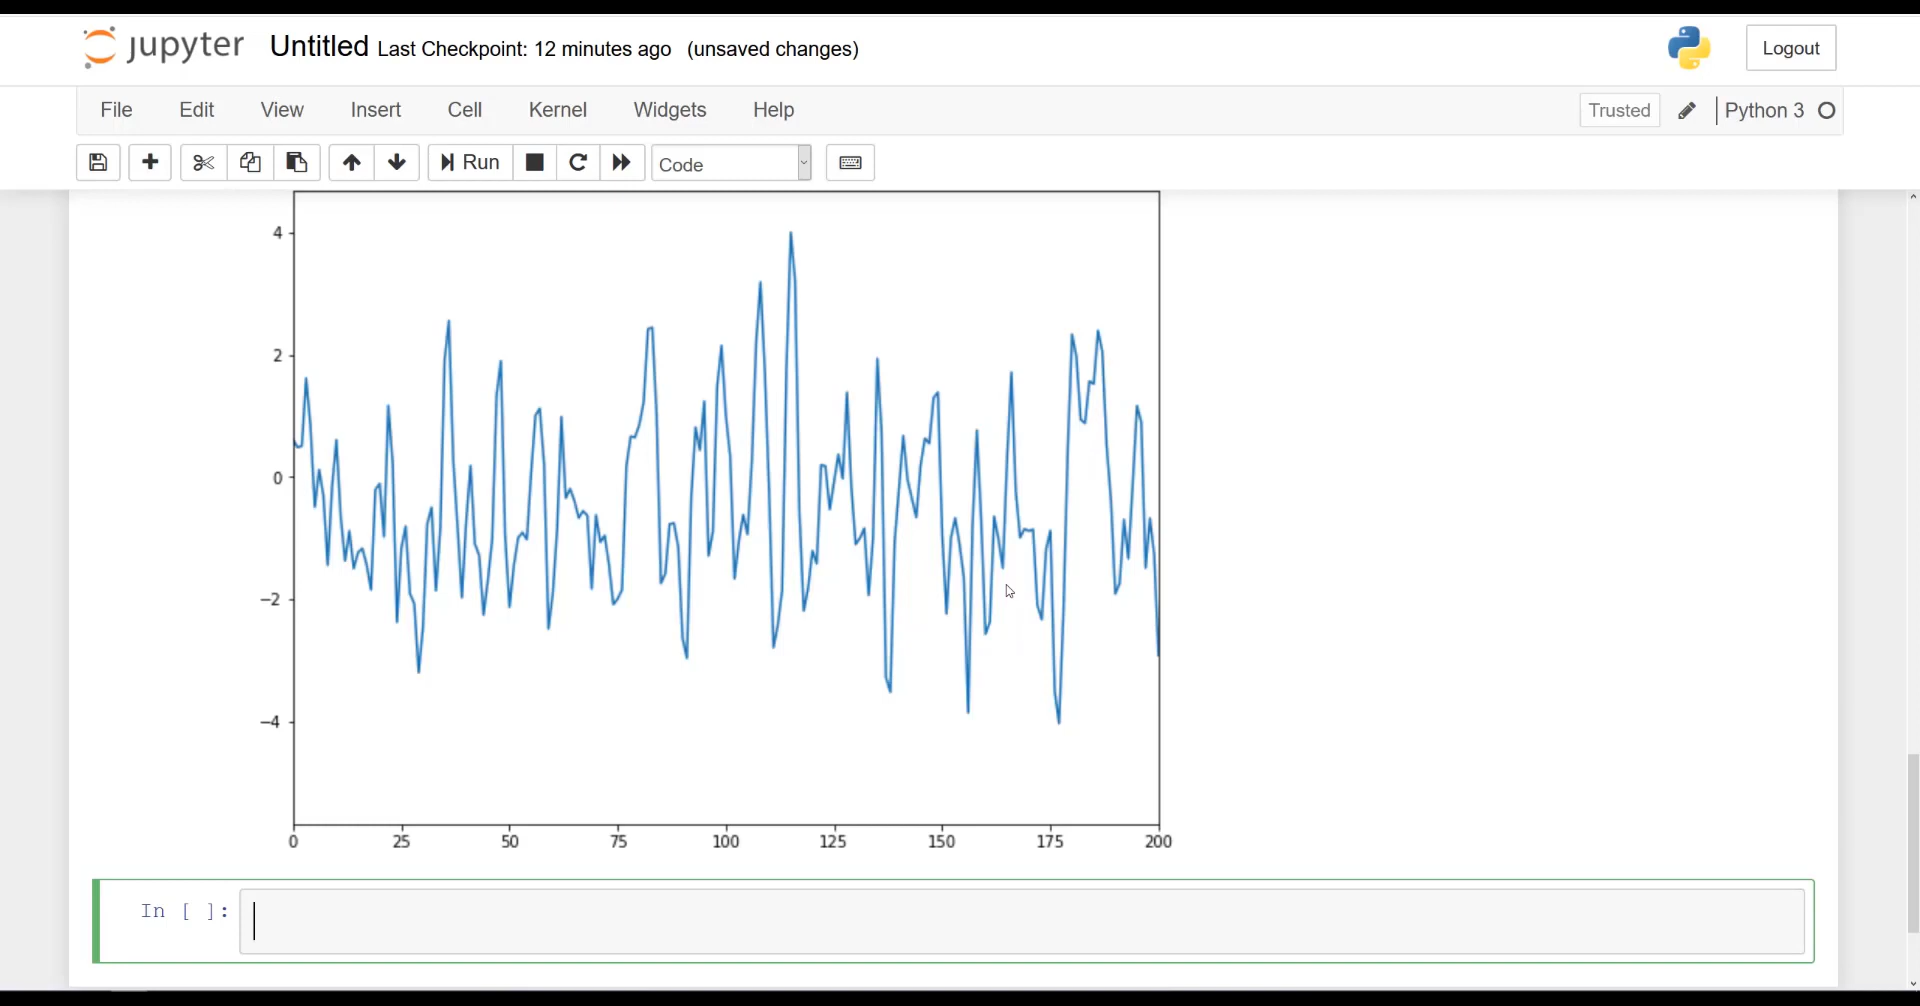 jupyter Untitled Last Checkpoint: 12 minutes ago (unsaved changes) Logout
File Edit View Insert Cell Kernel Widgets Help Trusted Python 3
Run Code
4
2
0
−2
−4
0 25 50 75 100 125 150 175 200
In [ ]: